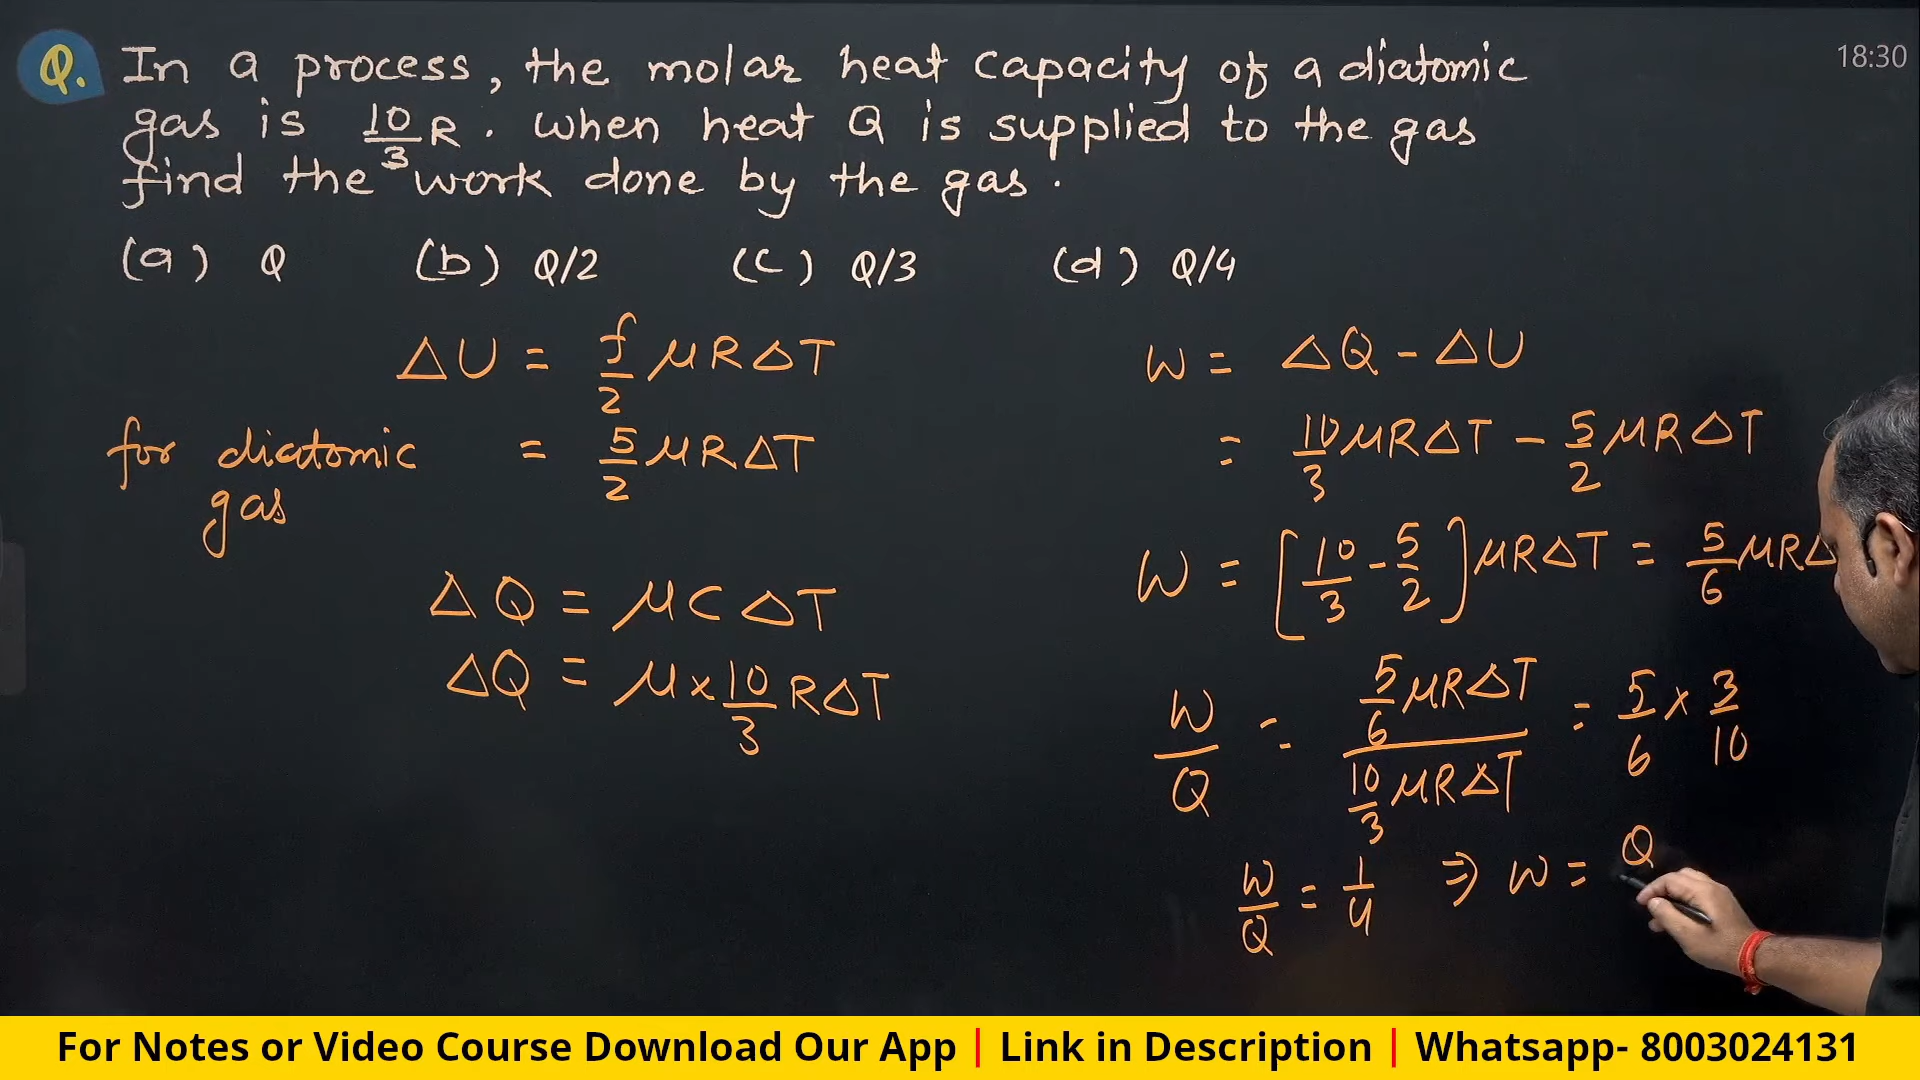 Q. In a process, the molar heat capacity of a diatomic
gas is 10/3 R. When heat Q is supplied to the gas
find the work done by the gas.
(a) Q (b) Q/2 (c) Q/3 (d) Q/4
18:30
ΔU = f/2 μRΔT
for diatomic = 5/2 μRΔT
gas
ΔQ = μCΔT
ΔQ = μ × 10/3 RΔT
W = ΔQ - ΔU
= 10/3 μRΔT - 5/2 μRΔT
W = [10/3 - 5/2] μRΔT = 5/6 μRΔ
W/Q = 5/6 μRΔT / 10/3 μRΔT = 5/6 × 3/10
W/Q = 1/4 ⇒ W = Q
For Notes or Video Course Download Our App | Link in Description | Whatsapp- 8003024131